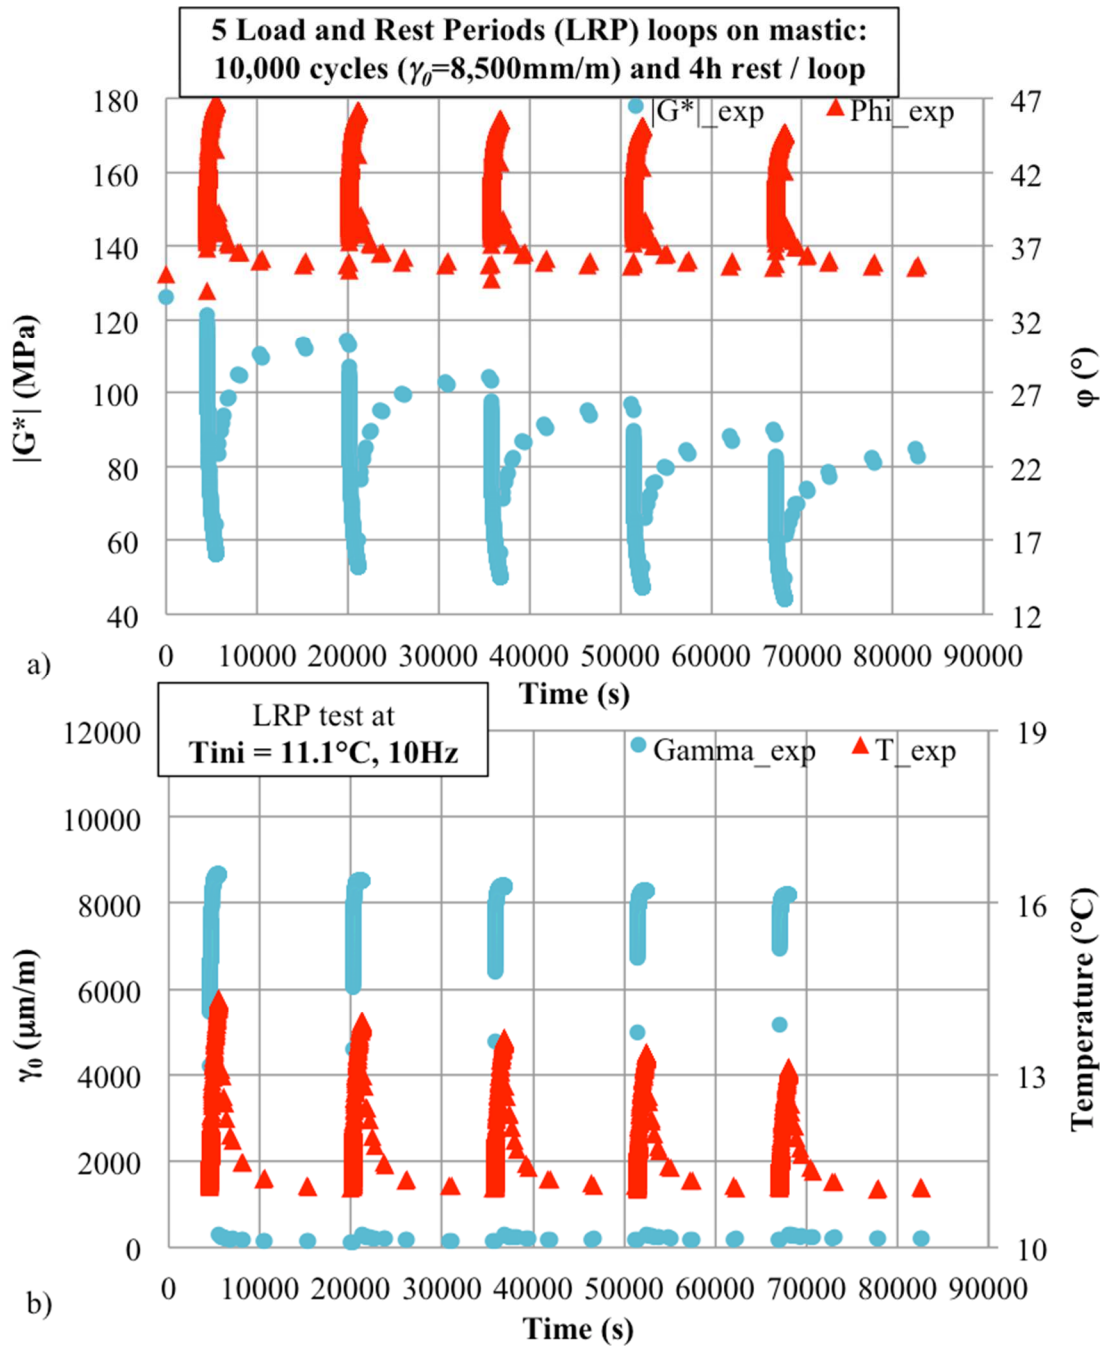 5 Load and Rest Periods (LRP) loops on mastic:
10,000 cycles (γ0=8,500mm/m) and 4h rest / loop
|G*|_exp
Phi_exp
180
160
140
120
100
80
60
40
|G*| (MPa)
47
42
37
32
27
22
17
12
φ (°)
0 10000 20000 30000 40000 50000 60000 70000 80000 90000
Time (s)
a)
LRP test at
Tini = 11.1°C, 10Hz
Gamma_exp
T_exp
12000
10000
8000
6000
4000
2000
0
γ0 (µm/m)
19
16
13
10
Temperature (°C)
0 10000 20000 30000 40000 50000 60000 70000 80000 90000
Time (s)
b)